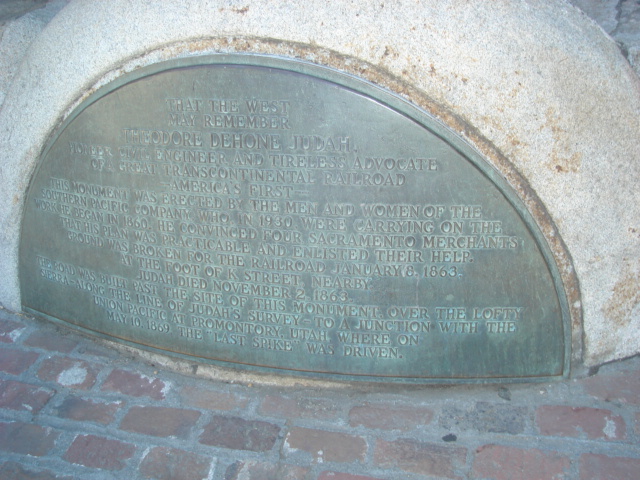 THAT THE WEST
MAY REMEMBER
THEODORE DEHONE JUDAH,
PIONEER, CIVIL ENGINEER AND TIRELESS ADVOCATE
OF A GREAT TRANSCONTINENTAL RAILROAD
—AMERICA'S FIRST—
THIS MONUMENT WAS ERECTED BY THE MEN AND WOMEN OF THE
SOUTHERN PACIFIC COMPANY, WHO, IN 1930, WERE CARRYING ON THE
WORK HE BEGAN IN 1860. HE CONVINCED FOUR SACRAMENTO MERCHANTS
THAT HIS PLAN WAS PRACTICABLE AND ENLISTED THEIR HELP.
GROUND WAS BROKEN FOR THE RAILROAD JANUARY 8, 1863,
AT THE FOOT OF K STREET, NEARBY.
JUDAH DIED NOVEMBER 2, 1863.
THE ROAD WAS BUILT PAST THE SITE OF THIS MONUMENT, OVER THE LOFTY
SIERRA—ALONG THE LINE OF JUDAH'S SURVEY—TO A JUNCTION WITH THE
UNION PACIFIC AT PROMONTORY, UTAH, WHERE ON
MAY 10, 1869, THE "LAST SPIKE" WAS DRIVEN.